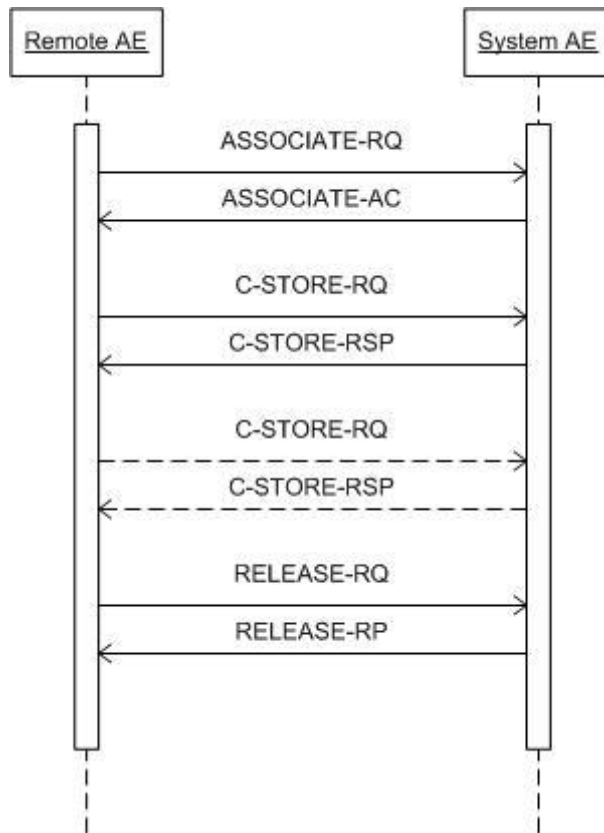 Remote AE
System AE
ASSOCIATE-RQ
ASSOCIATE-AC
C-STORE-RQ
C-STORE-RSP
C-STORE-RQ
C-STORE-RSP
RELEASE-RQ
RELEASE-RP